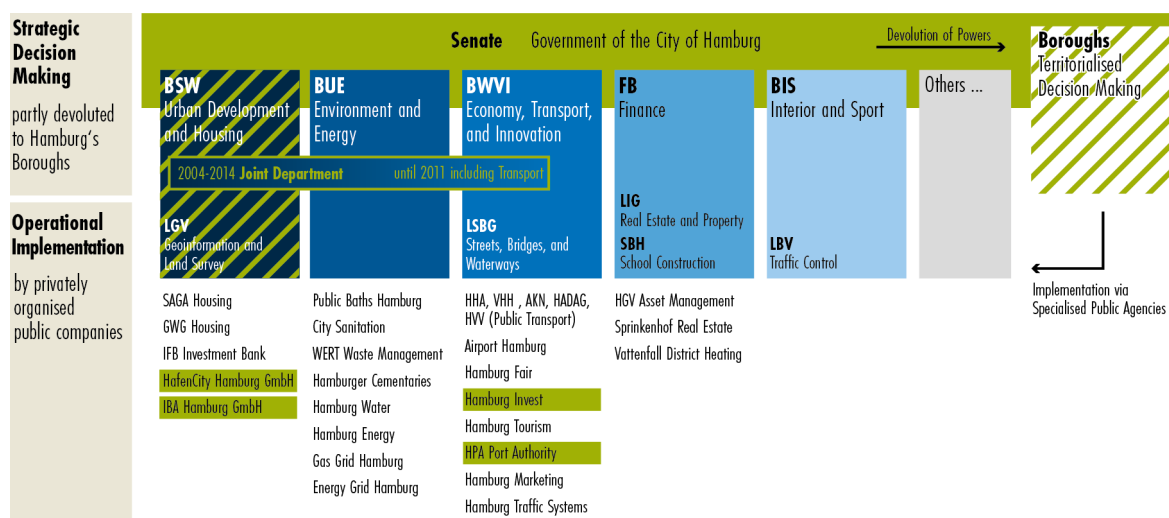 Strategic
Decision
Making
partly devoluted
to Hamburg's
Boroughs
Operational
Implementation
by privately
organised
public companies
Senate Government of the City of Hamburg
Devolution of Powers
BSW
Urban Development
and Housing
BUE
Environment and
Energy
BWVI
Economy, Transport,
and Innovation
FB
Finance
BIS
Interior and Sport
Others ...
Boroughs
Territorialised
Decision Making
2004-2014 Joint Department until 2011 including Transport
LGV
Geoinformation and
Land Survey
LSBG
Streets, Bridges, and
Waterways
LIG
Real Estate and Property
SBH
School Construction
LBV
Traffic Control
Implementation via
Specialised Public Agencies
SAGA Housing
GWG Housing
IFB Investment Bank
HafenCity Hamburg GmbH
IBA Hamburg GmbH
Public Baths Hamburg
City Sanitation
WERT Waste Management
Hamburger Cementaries
Hamburg Water
Hamburg Energy
Gas Grid Hamburg
Energy Grid Hamburg
HHA, VHH , AKN, HADAG,
HVV (Public Transport)
Airport Hamburg
Hamburg Fair
Hamburg Invest
Hamburg Tourism
HPA Port Authority
Hamburg Marketing
Hamburg Traffic Systems
HGV Asset Management
Sprinkenhof Real Estate
Vattenfall District Heating